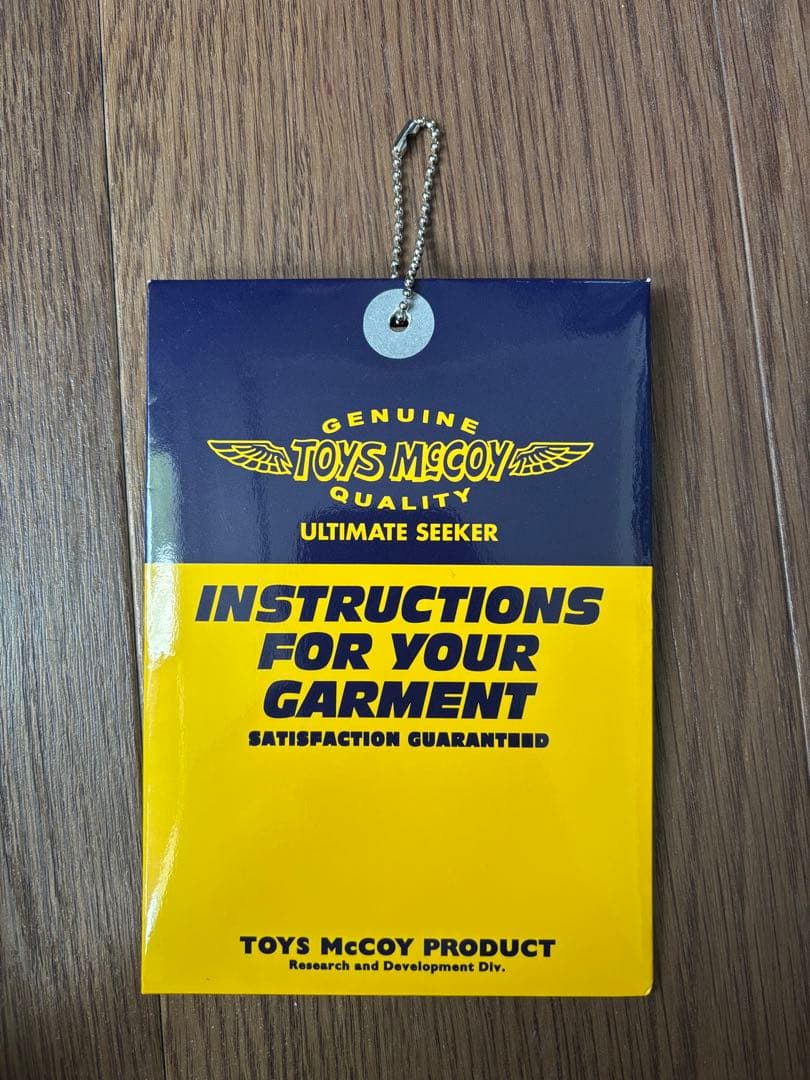 GENUINE
TOYS McCOY
QUALITY
ULTIMATE SEEKER
INSTRUCTIONS
FOR YOUR
GARMENT
SATISFACTION GUARANTEED
TOYS McCOY PRODUCT
Research and Development Div.